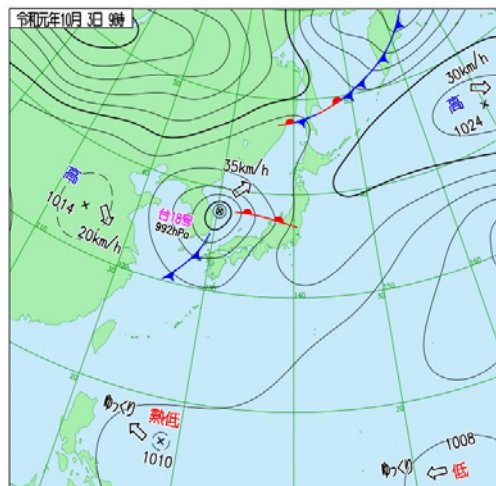 令和元年10月 3日 9時
30km/h
高
1024
35km/h
高
1014
20km/h
台18号
992hPa
ゆっくり
熱低
1010
1008
ゆっくり
低